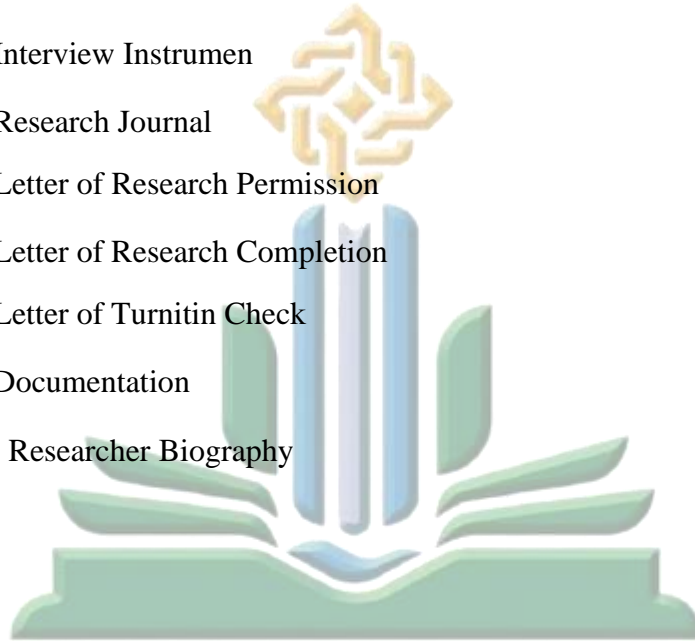 Interview Instrumen
Research Journal
Letter of Research Permission
Letter of Research Completion
Letter of Turnitin Check
Documentation
Researcher Biography